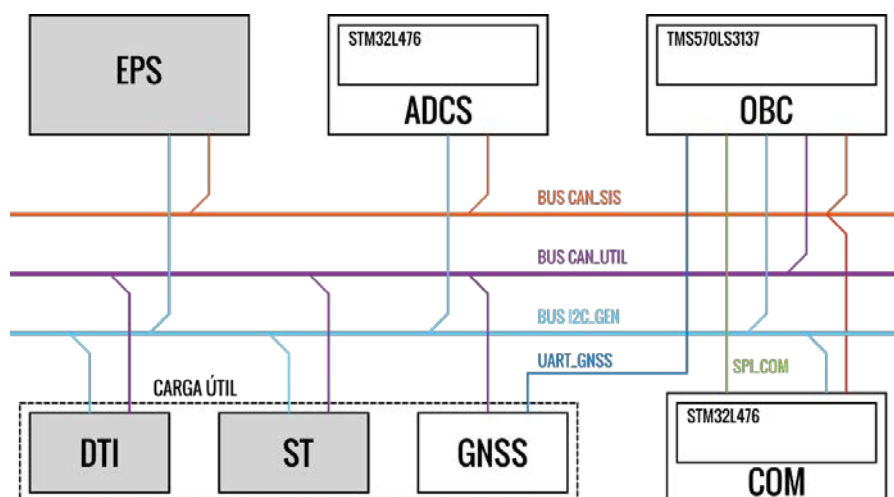 EPS
STM32L476
ADCS
TMS570LS3137
OBC
BUS CAN_SIS
BUS CAN_UTIL
BUS I2C_GEN
UART_GNSS
SPI_COM
CARGA ÚTIL
DTI
ST
GNSS
STM32L476
COM